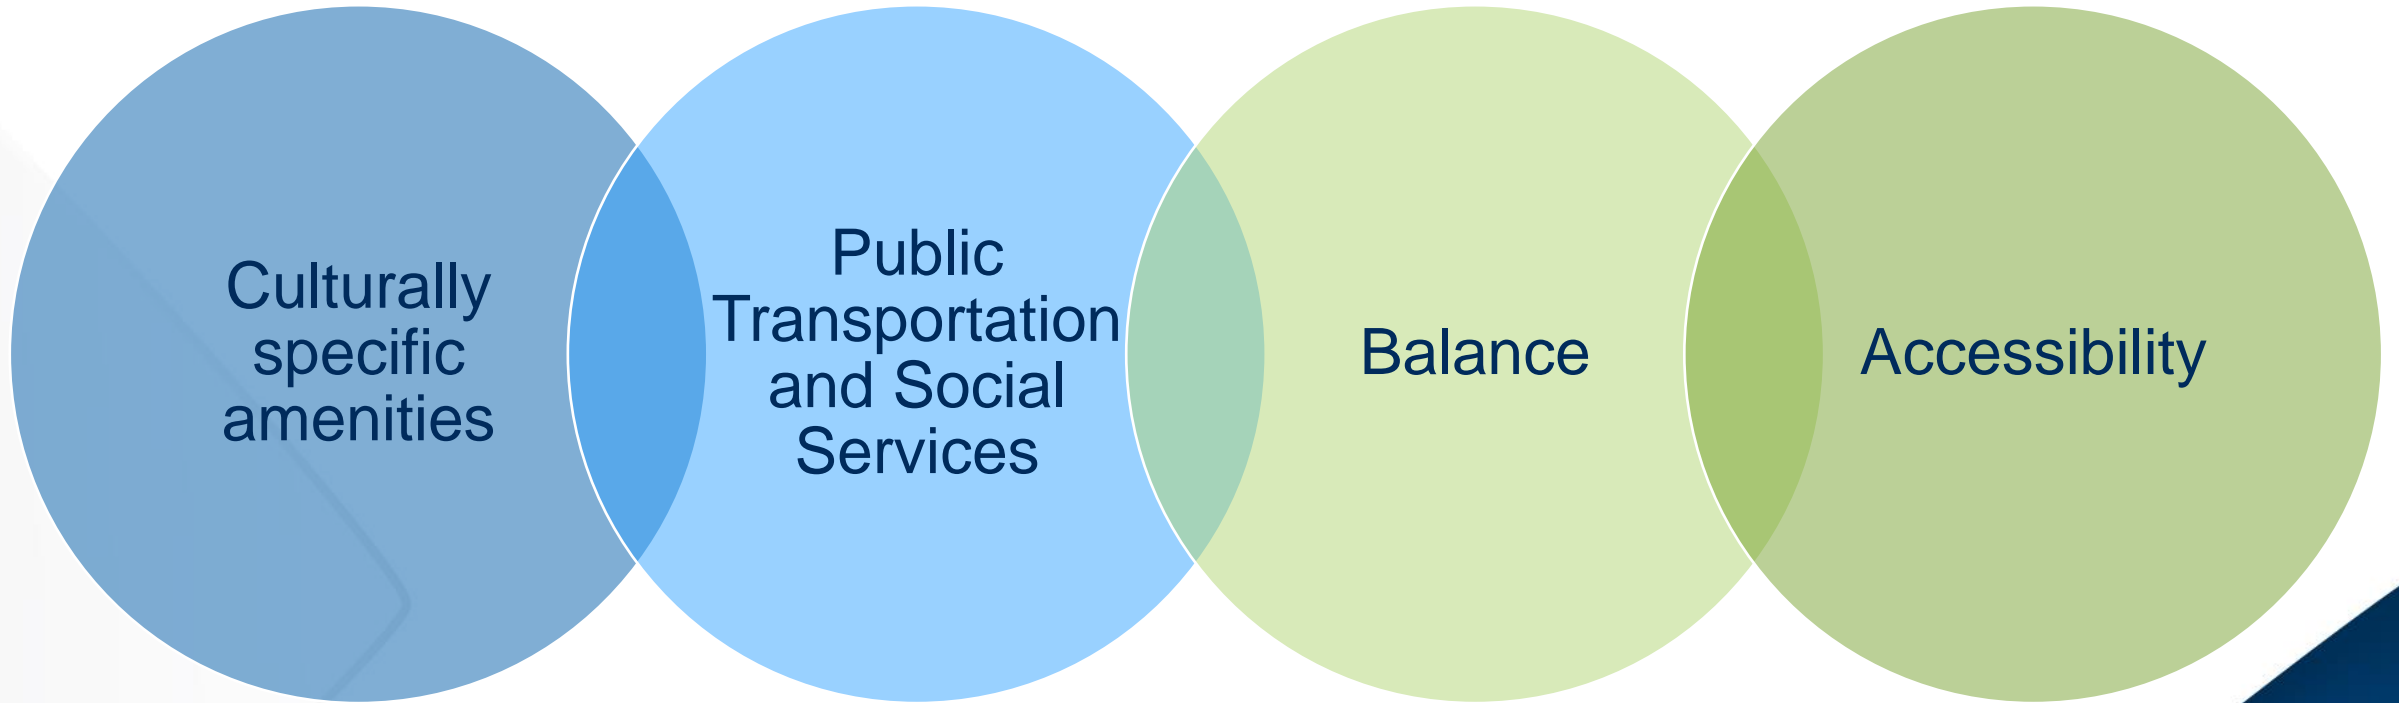 Culturally
specific
amenities
Public
Transportation
and Social
Services
Balance
Accessibility